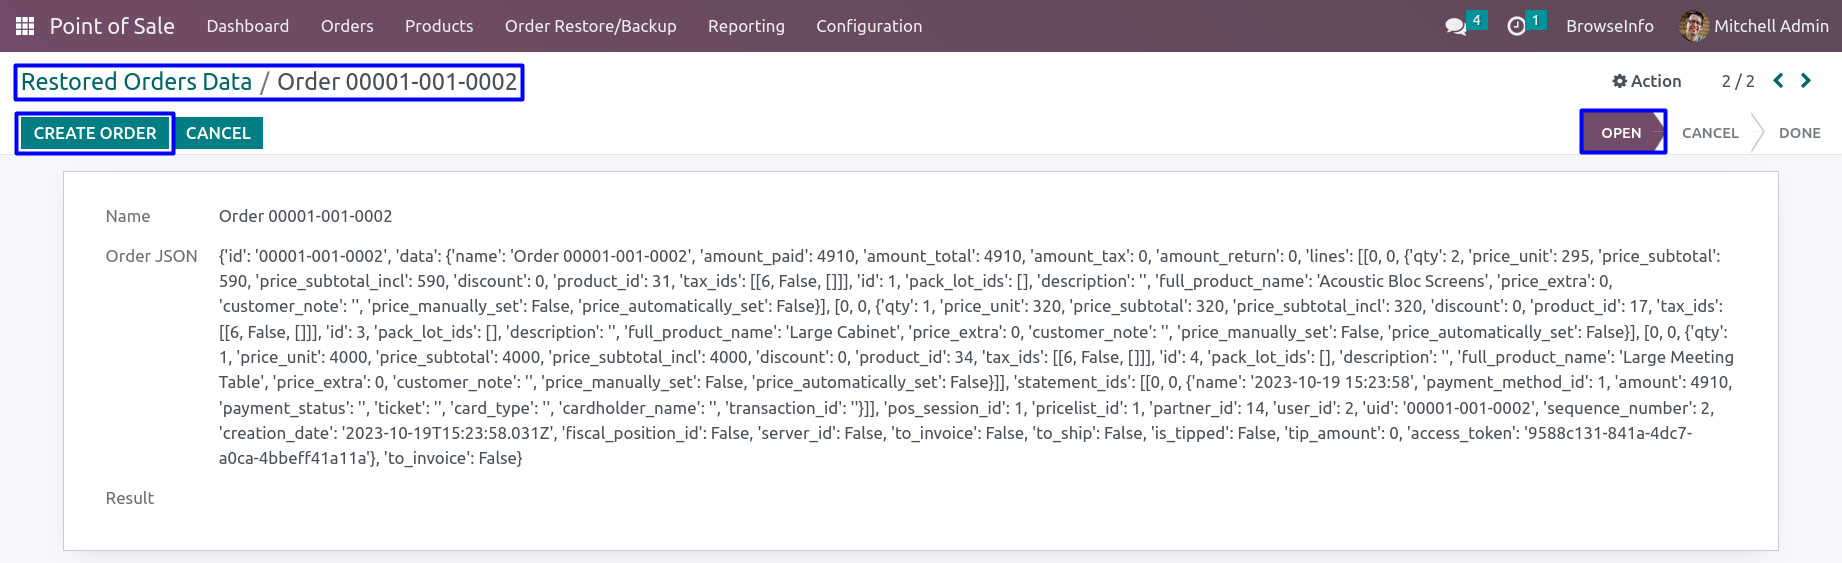 Point of Sale Dashboard Orders Products Order Restore/Backup Reporting Configuration 4 1 BrowseInfo Mitchell Admin
Restored Orders Data / Order 00001-001-0002 Action 2 / 2
CREATE ORDER CANCEL OPEN CANCEL DONE
Name Order 00001-001-0002
Order JSON {'id': '00001-001-0002', 'data': {'name': 'Order 00001-001-0002', 'amount_paid': 4910, 'amount_total': 4910, 'amount_tax': 0, 'amount_return': 0, 'lines': [[0, 0, {'qty': 2, 'price_unit': 295, 'price_subtotal':
590, 'price_subtotal_incl': 590, 'discount': 0, 'product_id': 31, 'tax_ids': [[6, False, []]], 'id': 1, 'pack_lot_ids': [], 'description': '', 'full_product_name': 'Acoustic Bloc Screens', 'price_extra': 0,
'customer_note': '', 'price_manually_set': False, 'price_automatically_set': False}], [0, 0, {'qty': 1, 'price_unit': 320, 'price_subtotal': 320, 'price_subtotal_incl': 320, 'discount': 0, 'product_id': 17, 'tax_ids':
[[6, False, []]], 'id': 3, 'pack_lot_ids': [], 'description': '', 'full_product_name': 'Large Cabinet', 'price_extra': 0, 'customer_note': '', 'price_manually_set': False, 'price_automatically_set': False}], [0, 0, {'qty':
1, 'price_unit': 4000, 'price_subtotal': 4000, 'price_subtotal_incl': 4000, 'discount': 0, 'product_id': 34, 'tax_ids': [[6, False, []]], 'id': 4, 'pack_lot_ids': [], 'description': '', 'full_product_name': 'Large Meeting
Table', 'price_extra': 0, 'customer_note': '', 'price_manually_set': False, 'price_automatically_set': False}]], 'statement_ids': [[0, 0, {'name': '2023-10-19 15:23:58', 'payment_method_id': 1, 'amount': 4910,
'payment_status': '', 'ticket': '', 'card_type': '', 'cardholder_name': '', 'transaction_id': ''}]], 'pos_session_id': 1, 'pricelist_id': 1, 'partner_id': 14, 'user_id': 2, 'uid': '00001-001-0002', 'sequence_number': 2,
'creation_date': '2023-10-19T15:23:58.031Z', 'fiscal_position_id': False, 'server_id': False, 'to_invoice': False, 'to_ship': False, 'is_tipped': False, 'tip_amount': 0, 'access_token': '9588c131-841a-4dc7-
a0ca-4bbeff41a11a'}, 'to_invoice': False}
Result